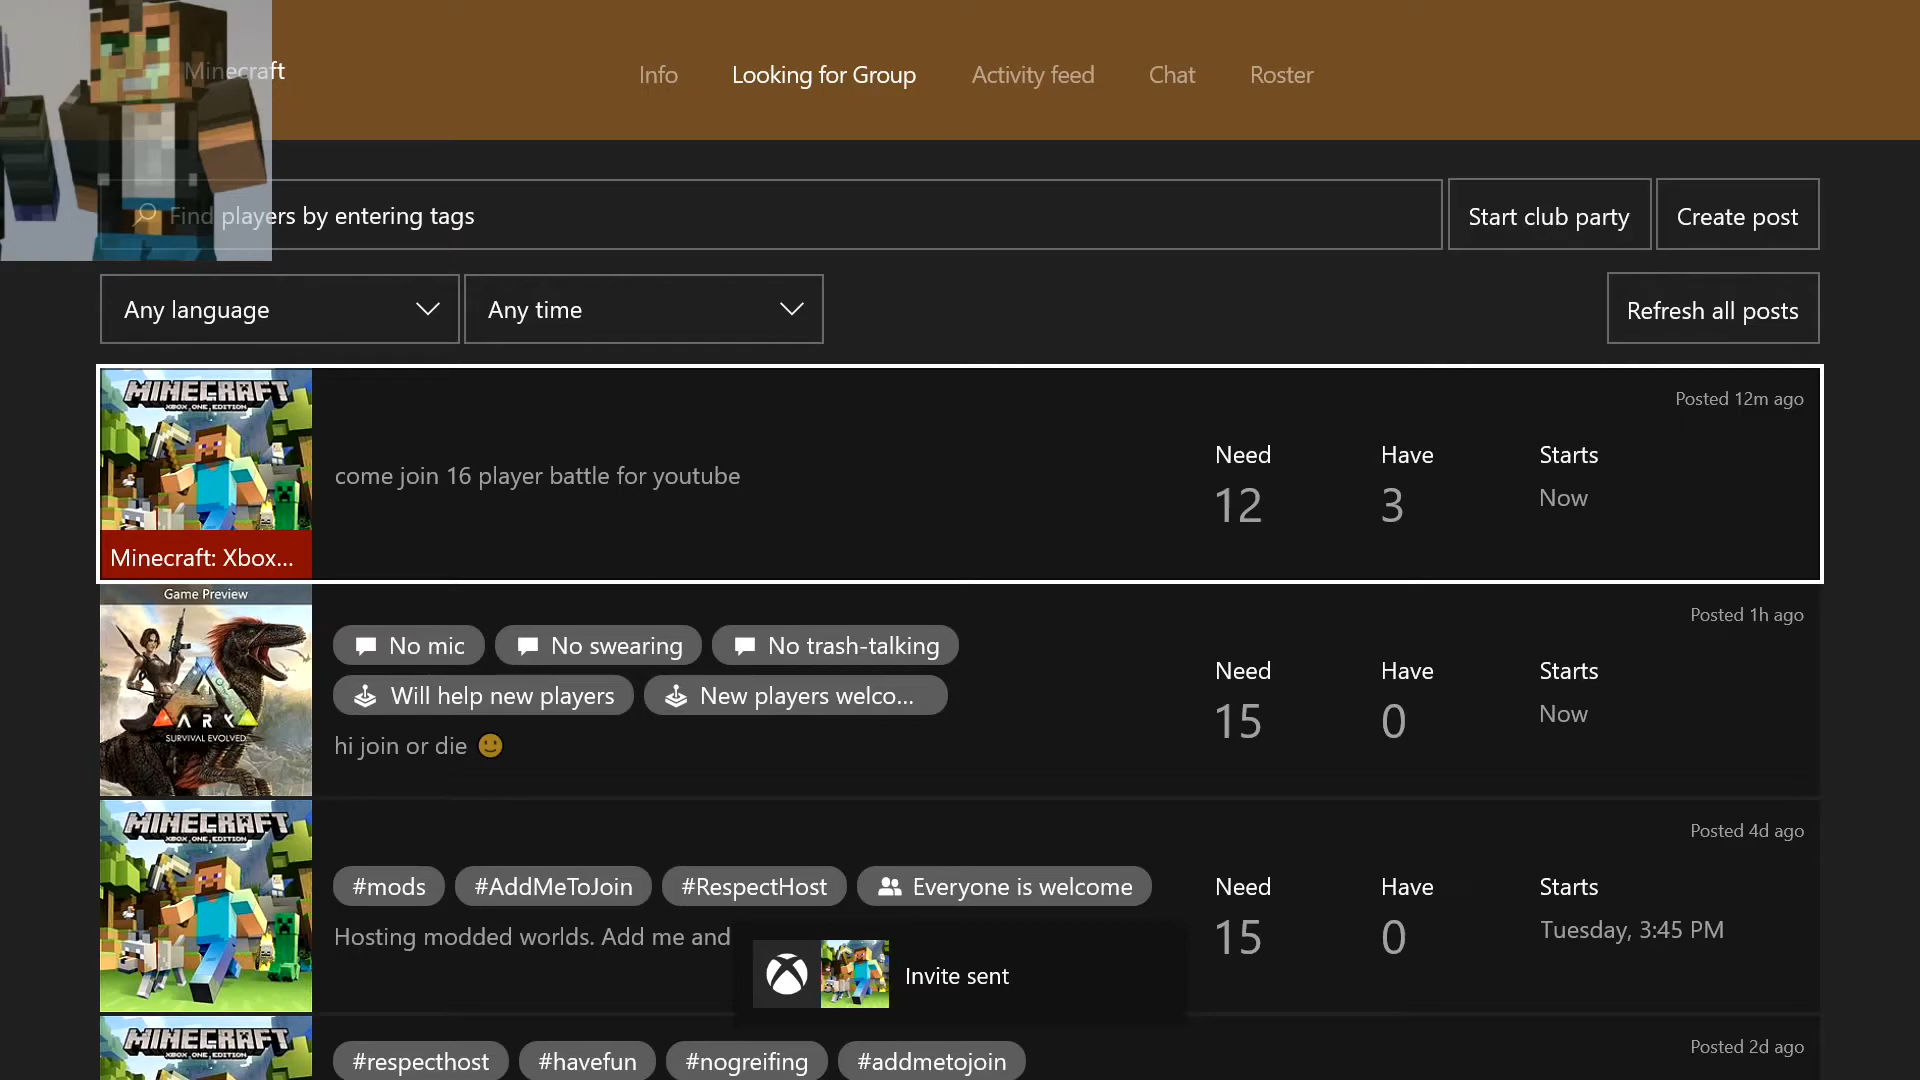 Minecraft
Info
Looking for Group
Activity feed
Chat
Roster
Find players by entering tags
Start club party
Create post
Any language
Any time
Refresh all posts
MINECRAFT
XBOX ONE EDITION
Minecraft: Xbox...
come join 16 player battle for youtube
Posted 12m ago
Need
Have
Starts
12
3
Now
Game Preview
ARK
SURVIVAL EVOLVED
No mic
No swearing
No trash-talking
Will help new players
New players welco...
hi join or die
Posted 1h ago
Need
Have
Starts
15
0
Now
MINECRAFT
XBOX ONE EDITION
#mods
#AddMeToJoin
#RespectHost
Everyone is welcome
Hosting modded worlds. Add me and
Posted 4d ago
Need
Have
Starts
15
0
Tuesday, 3:45 PM
Invite sent
MINECRAFT
XBOX ONE EDITION
#respecthost
#havefun
#nogreifing
#addmetojoin
Posted 2d ago